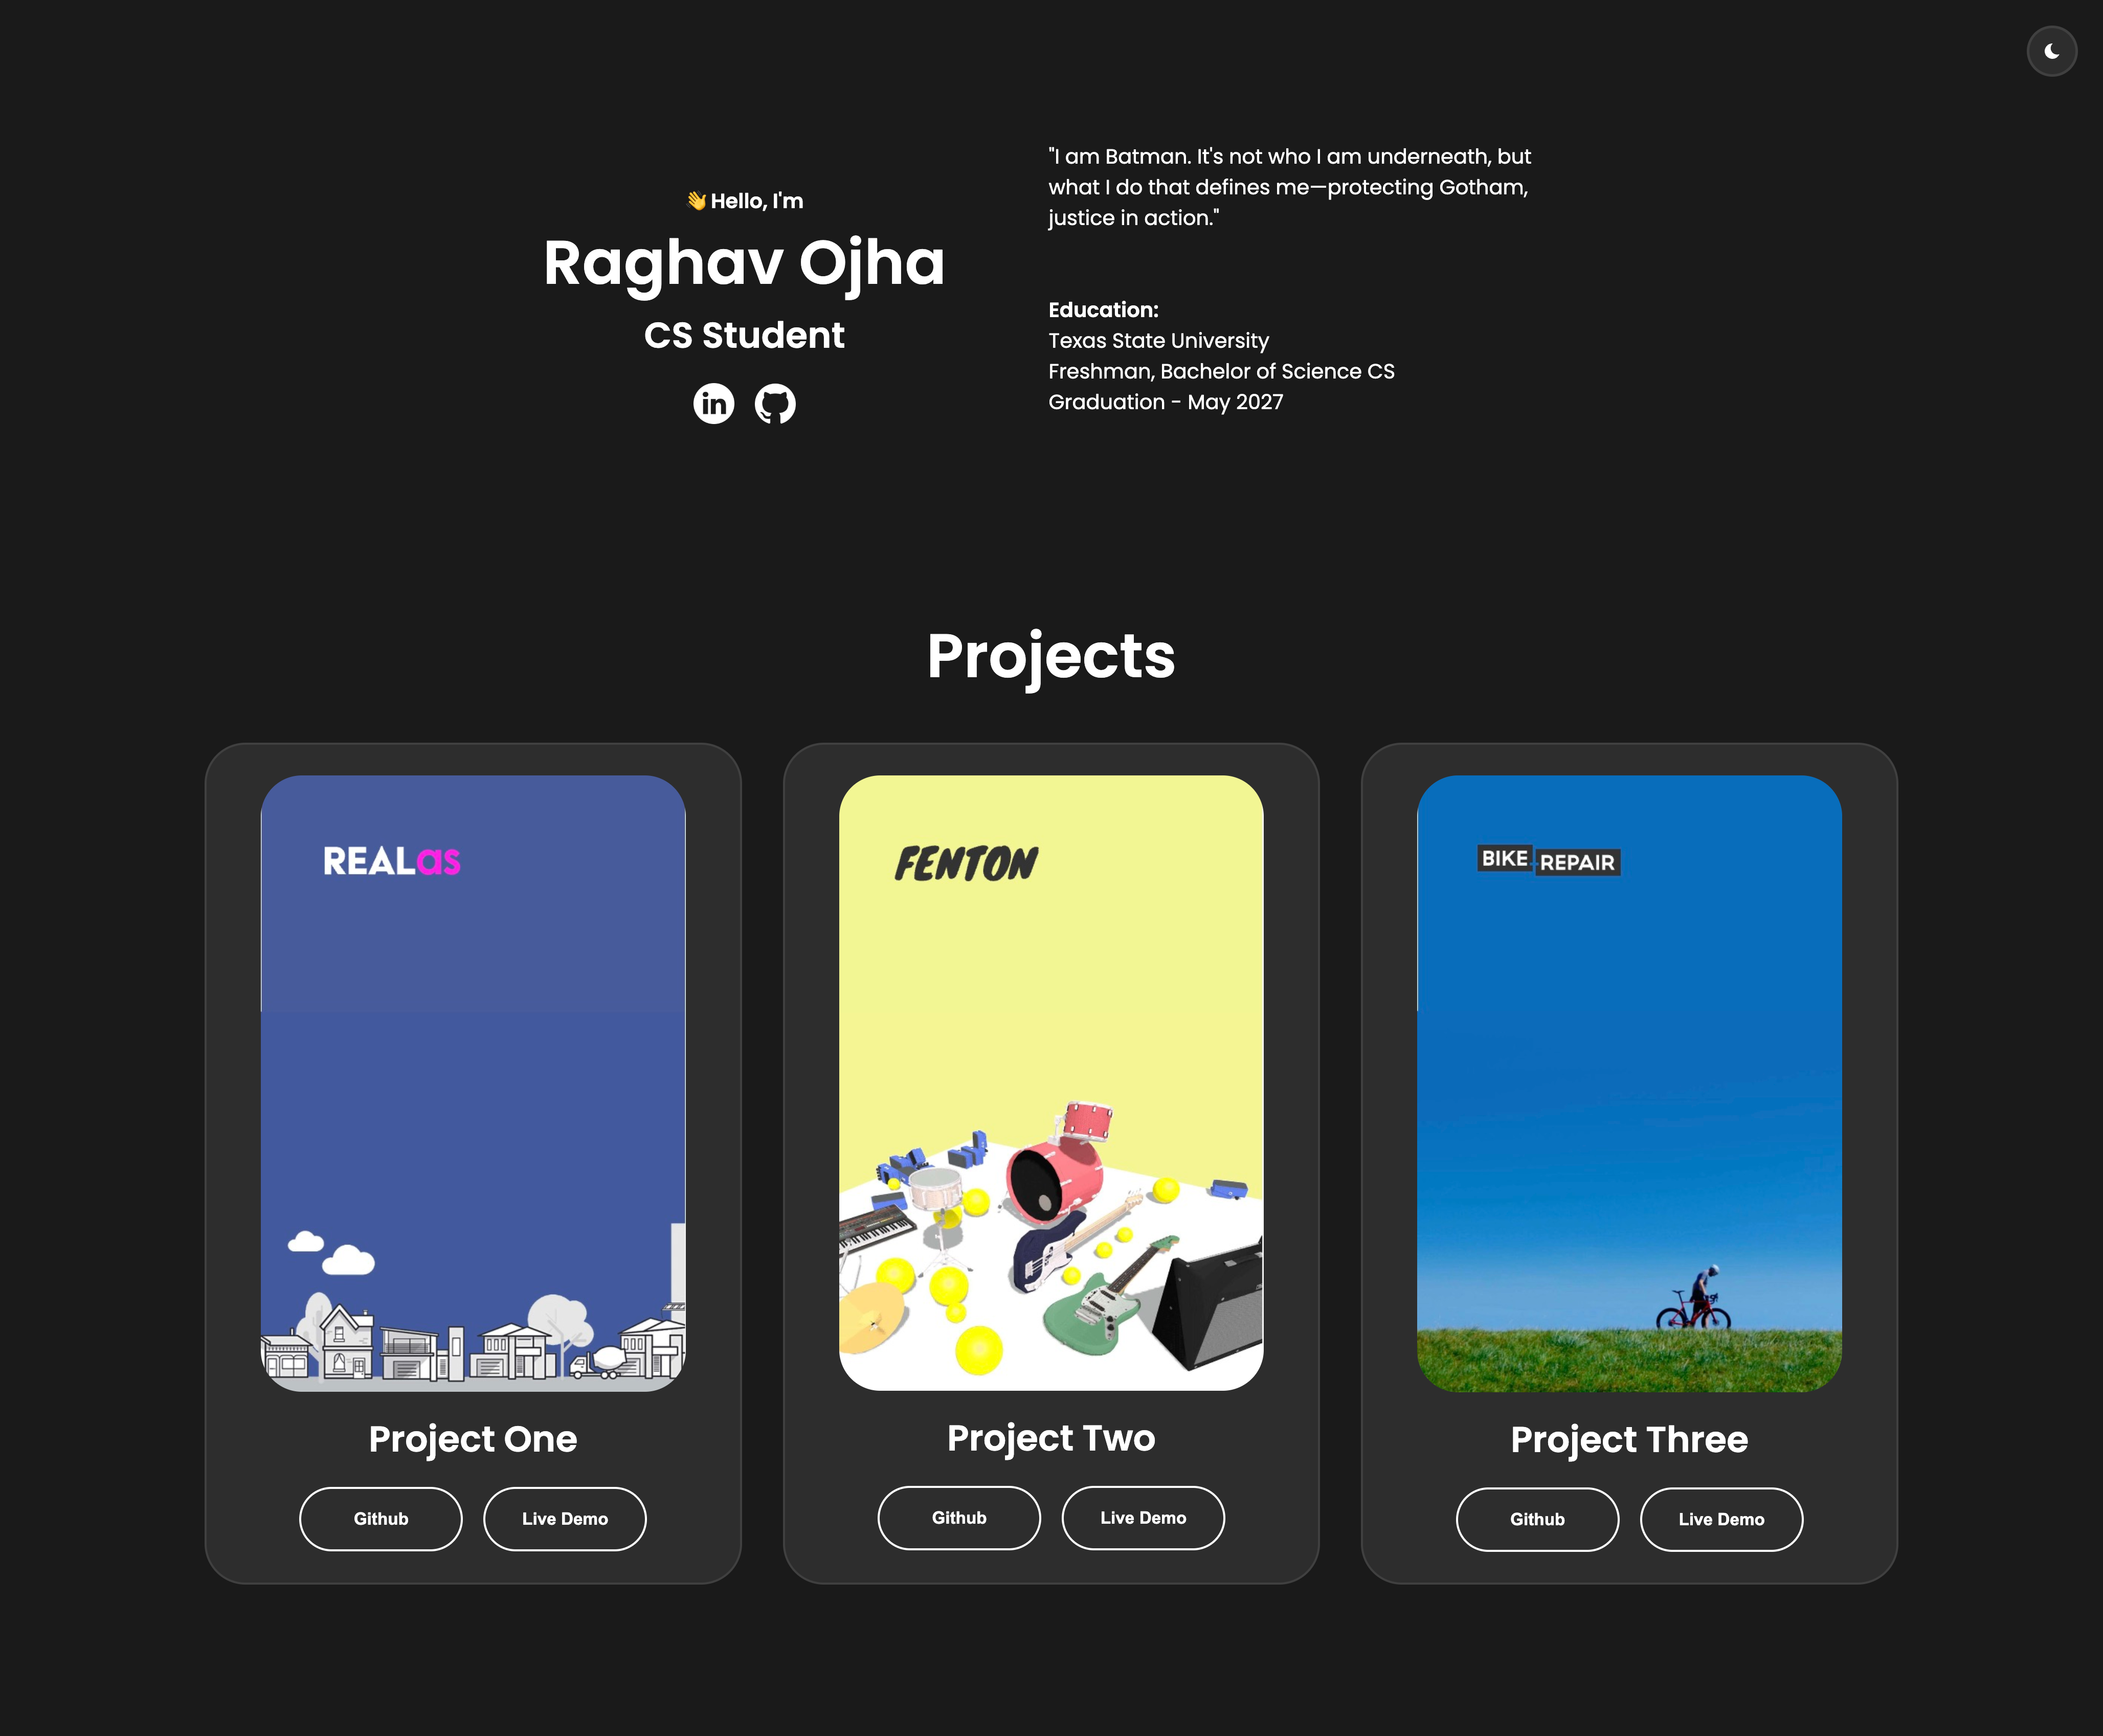 👋 Hello, I'm
Raghav Ojha
CS Student
in
"I am Batman. It's not who I am underneath, but
what I do that defines me—protecting Gotham,
justice in action."
Education:
Texas State University
Freshman, Bachelor of Science CS
Graduation - May 2027
Projects
REALas
Project One
Github Live Demo
FENTON
Project Two
Github Live Demo
BIKE REPAIR
Project Three
Github Live Demo